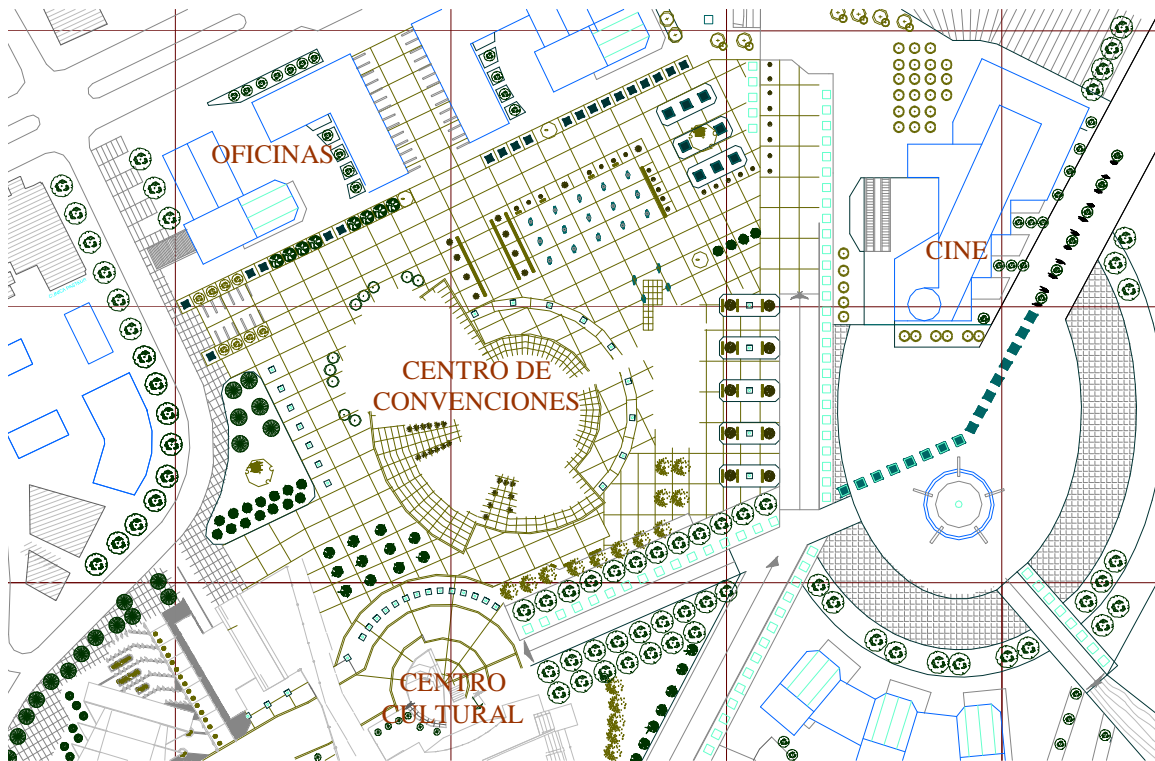 OFICINAS
CINE
CENTRO DE
CONVENCIONES
CENTRO
CULTURAL